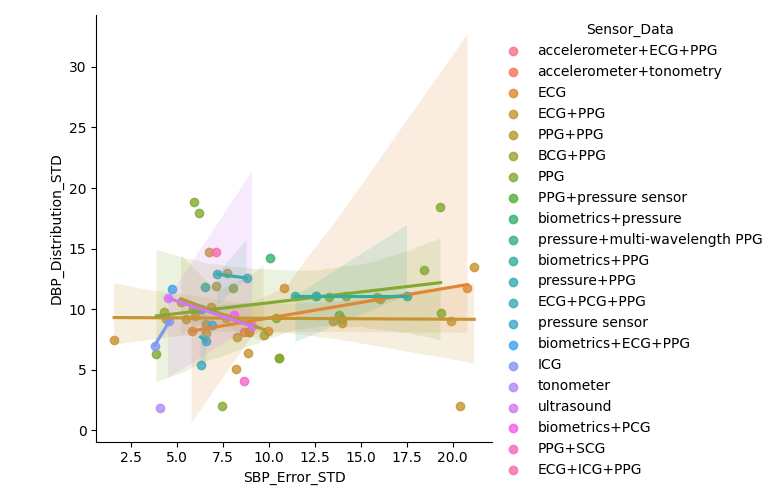 Sensor_Data
accelerometer+ECG+PPG
accelerometer+tonometry
ECG
ECG+PPG
PPG+PPG
BCG+PPG
PPG
PPG+pressure sensor
biometrics+pressure
pressure+multi-wavelength PPG
biometrics+PPG
pressure+PPG
ECG+PCG+PPG
pressure sensor
biometrics+ECG+PPG
ICG
tonometer
ultrasound
biometrics+PCG
PPG+SCG
ECG+ICG+PPG
DBP_Distribution_STD
30
25
20
15
10
5
0
2.5 5.0 7.5 10.0 12.5 15.0 17.5 20.0
SBP_Error_STD